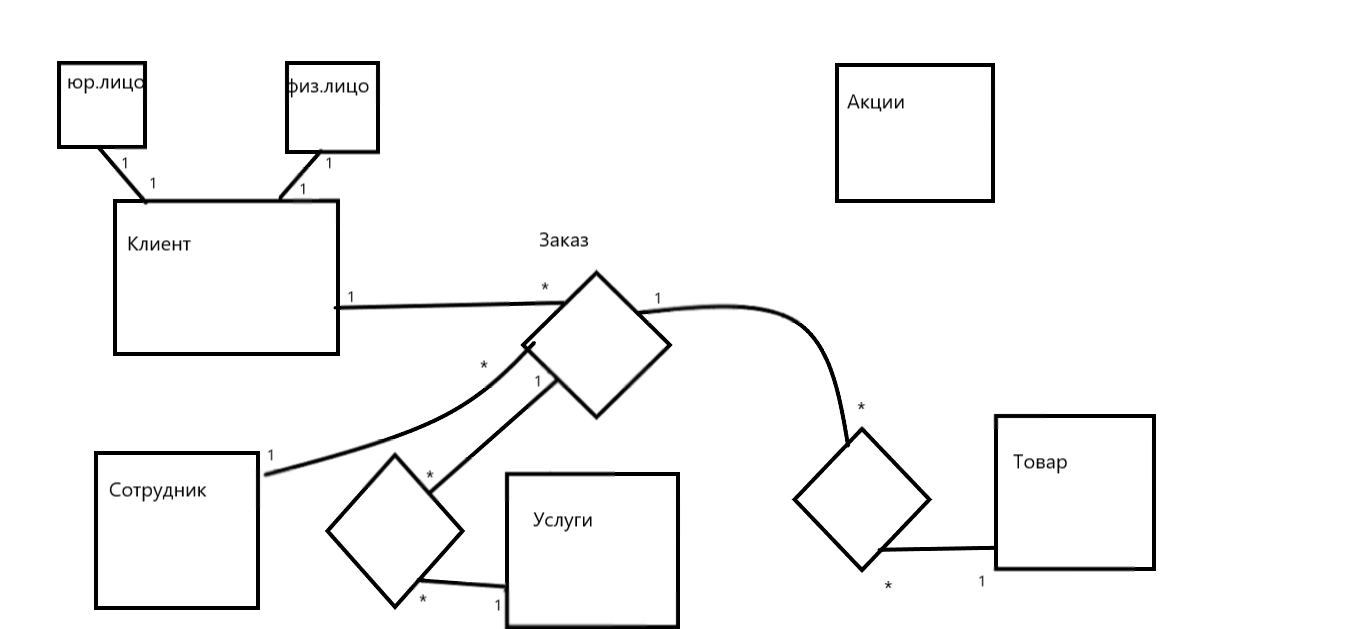 юр.лицо
физ.лицо
Акции
1
1
1
1
Клиент
Заказ
1
*
1
*
1
*
1
Сотрудник
*
Услуги
*
1
*
Товар
*
1